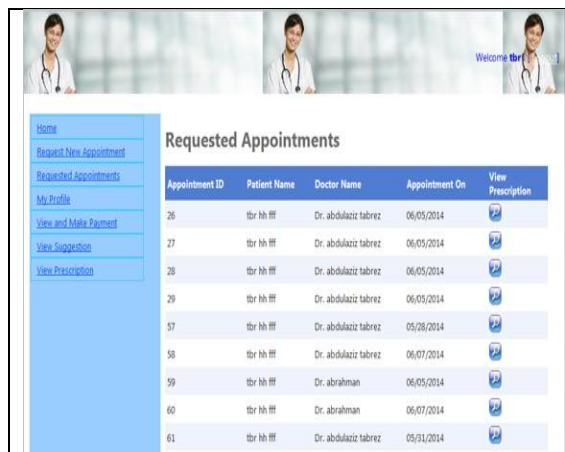 Welcome tbr
Home
Request New Appointment
Requested Appointments
My Profile
View and Make Payment
View Suggestion
View Prescription
Requested Appointments
Appointment ID Patient Name Doctor Name Appointment On View Prescription
26 tbr hh fff Dr. abdulaziz tabrez 06/05/2014
27 tbr hh fff Dr. abdulaziz tabrez 06/05/2014
28 tbr hh fff Dr. abdulaziz tabrez 06/05/2014
29 tbr hh fff Dr. abdulaziz tabrez 06/05/2014
57 tbr hh fff Dr. abdulaziz tabrez 05/28/2014
58 tbr hh fff Dr. abdulaziz tabrez 06/07/2014
59 tbr hh fff Dr. abrahman 06/05/2014
60 tbr hh fff Dr. abrahman 06/07/2014
61 tbr hh fff Dr. abdulaziz tabrez 05/31/2014